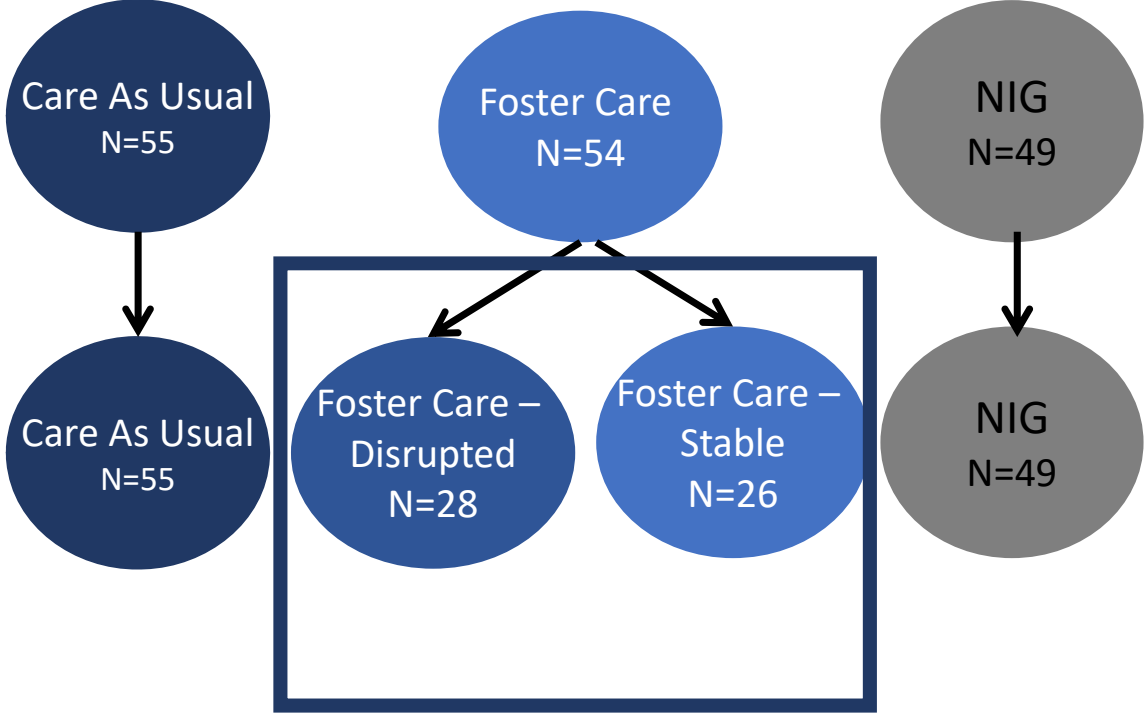 Care As Usual
N=55
Foster Care
N=54
NIG
N=49
Care As Usual
N=55
Foster Care –
Disrupted
N=28
Foster Care –
Stable
N=26
NIG
N=49